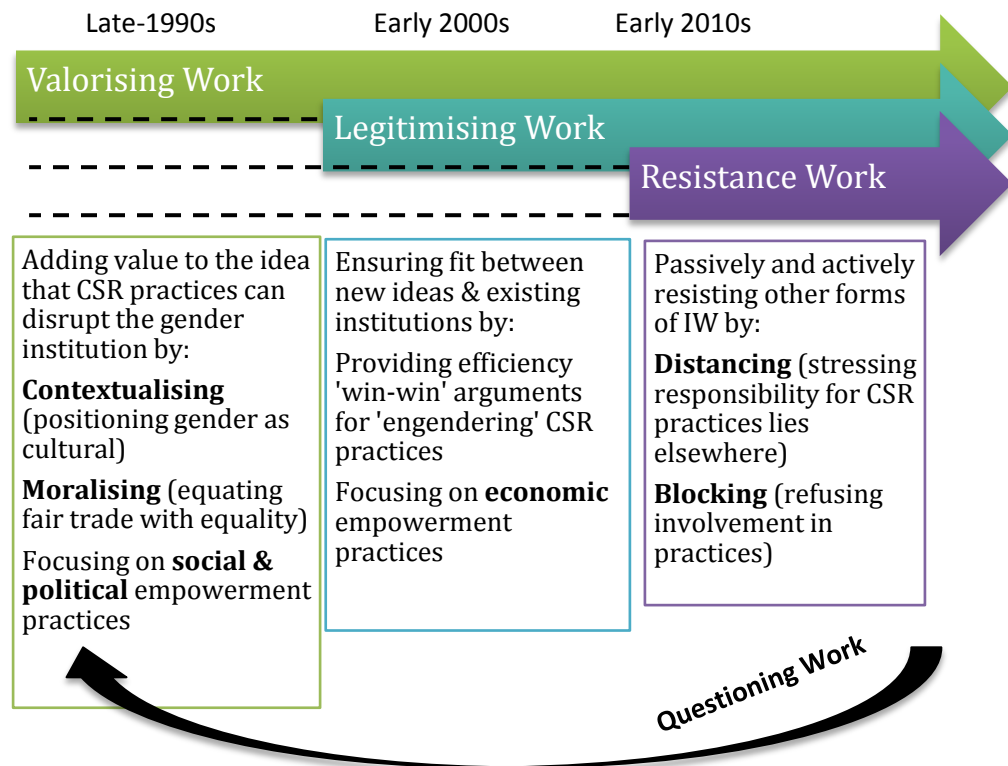 Late-1990s
Early 2000s
Early 2010s
Valorising Work
Legitimising Work
Resistance Work
Adding value to the idea
that CSR practices can
disrupt the gender
institution by:
Contextualising
(positioning gender as
cultural)
Moralising (equating
fair trade with equality)
Focusing on social &
political empowerment
practices
Ensuring fit between
new ideas & existing
institutions by:
Providing efficiency
'win-win' arguments
for 'engendering' CSR
practices
Focusing on economic
empowerment
practices
Passively and actively
resisting other forms
of IW by:
Distancing (stressing
responsibility for CSR
practices lies
elsewhere)
Blocking (refusing
involvement in
practices)
Questioning Work